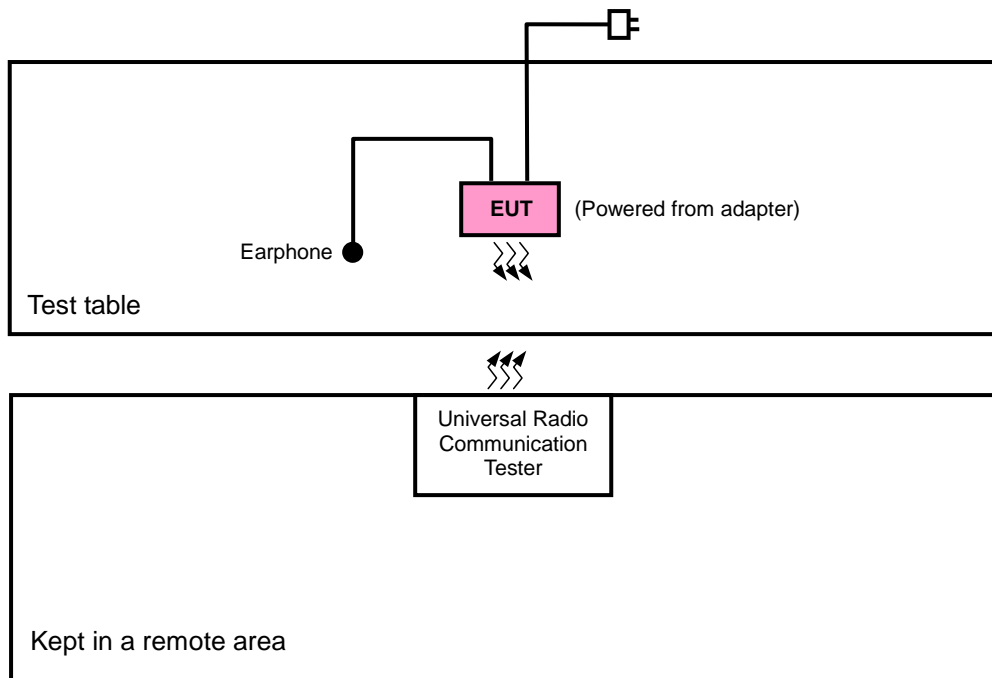 EUT
(Powered from adapter)
Earphone
Test table
Universal Radio
Communication
Tester
Kept in a remote area